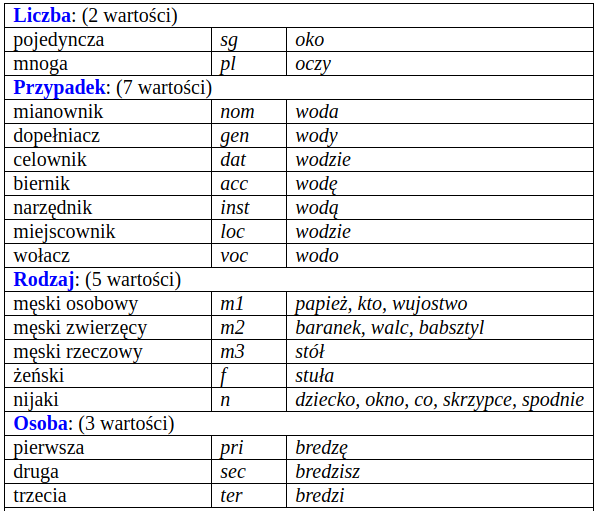 Liczba: (2 wartości)
pojedyncza sg oko
mnoga pl oczy
Przypadek: (7 wartości)
mianownik nom woda
dopełniacz gen wody
celownik dat wodzie
biernik acc wodę
narzędnik inst wodą
miejscownik loc wodzie
wołacz voc wodo
Rodzaj: (5 wartości)
męski osobowy m1 papież, kto, wujostwo
męski zwierzęcy m2 baranek, walc, babsztyl
męski rzeczowy m3 stół
żeński f stuła
nijaki n dziecko, okno, co, skrzypce, spodnie
Osoba: (3 wartości)
pierwsza pri bredzę
druga sec bredzisz
trzecia ter bredzi